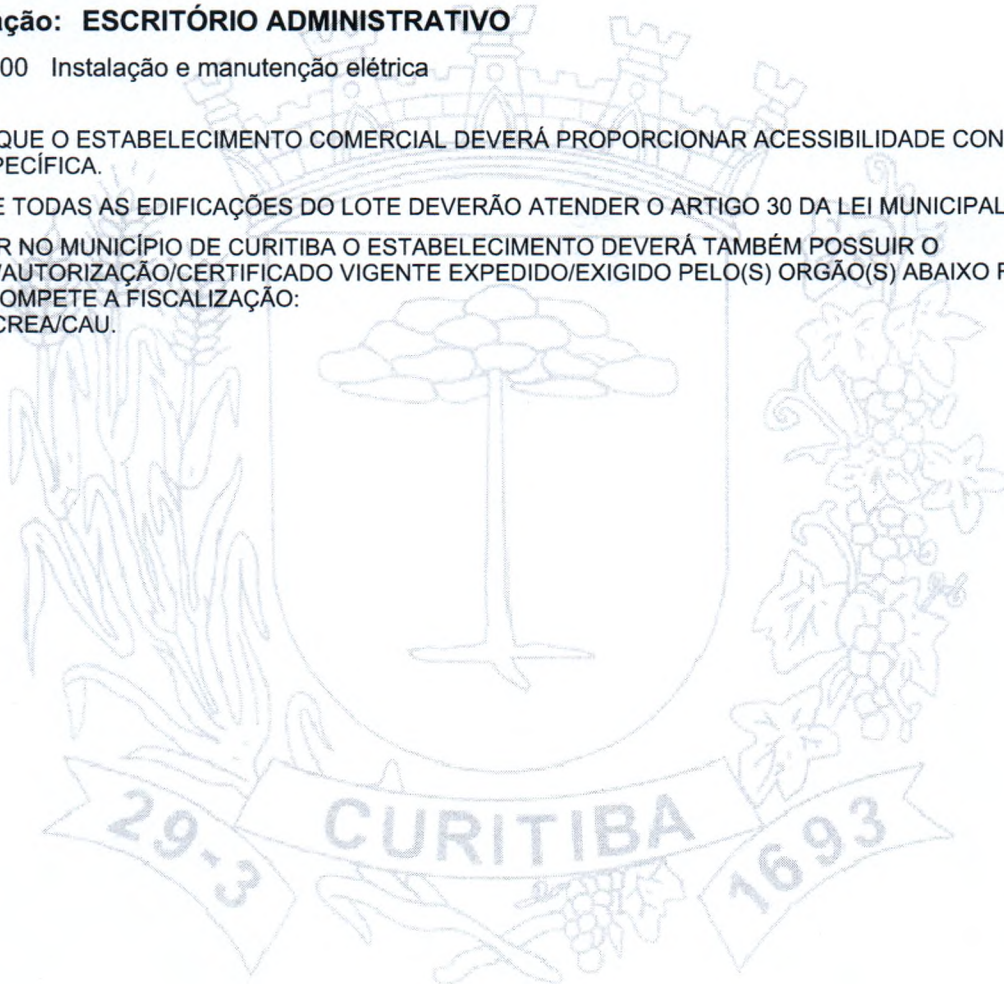 ação: ESCRITÓRIO ADMINISTRATIVO
00 Instalação e manutenção elétrica
QUE O ESTABELECIMENTO COMERCIAL DEVERÁ PROPORCIONAR ACESSIBILIDADE CON
PECÍFICA.
E TODAS AS EDIFICAÇÕES DO LOTE DEVERÃO ATENDER O ARTIGO 30 DA LEI MUNICIPAL
R NO MUNICÍPIO DE CURITIBA O ESTABELECIMENTO DEVERÁ TAMBÉM POSSUIR O
/AUTORIZAÇÃO/CERTIFICADO VIGENTE EXPEDIDO/EXIGIDO PELO(S) ORGÃO(S) ABAIXO
OMPETE A FISCALIZAÇÃO:
CREA/CAU.
29-3 CURITIBA 1693